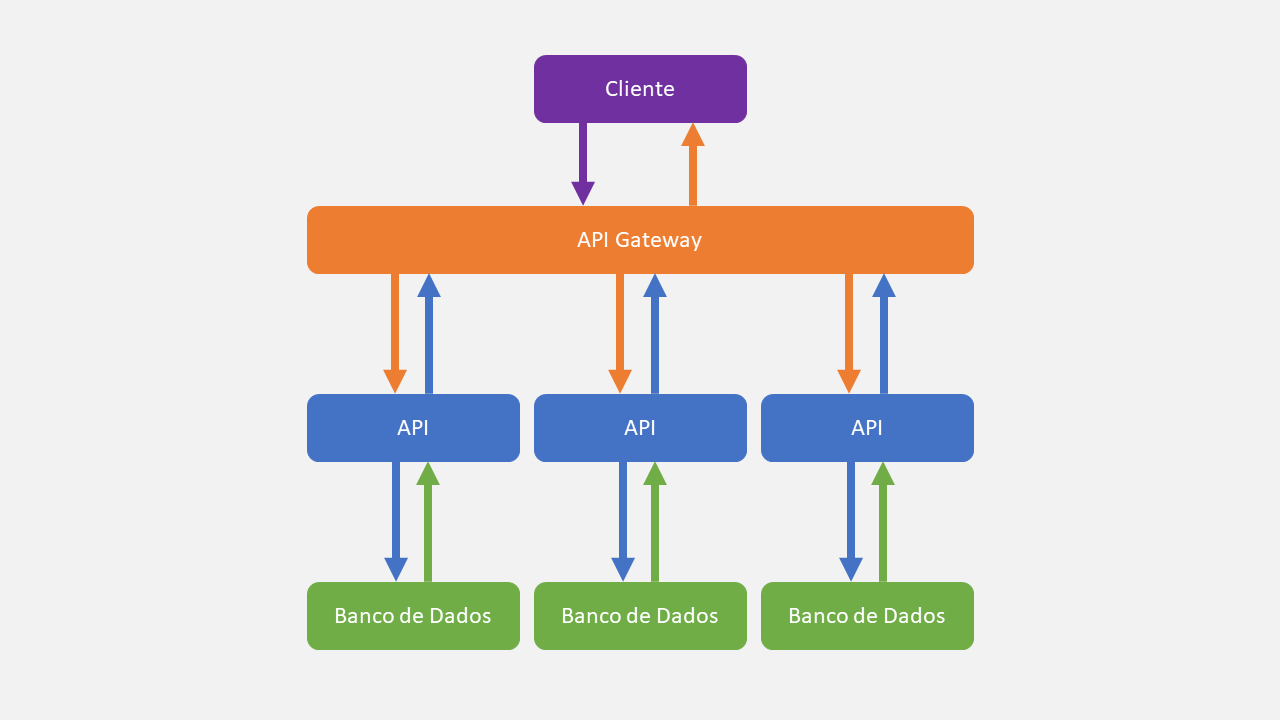 Cliente
API Gateway
API
API
API
Banco de Dados
Banco de Dados
Banco de Dados